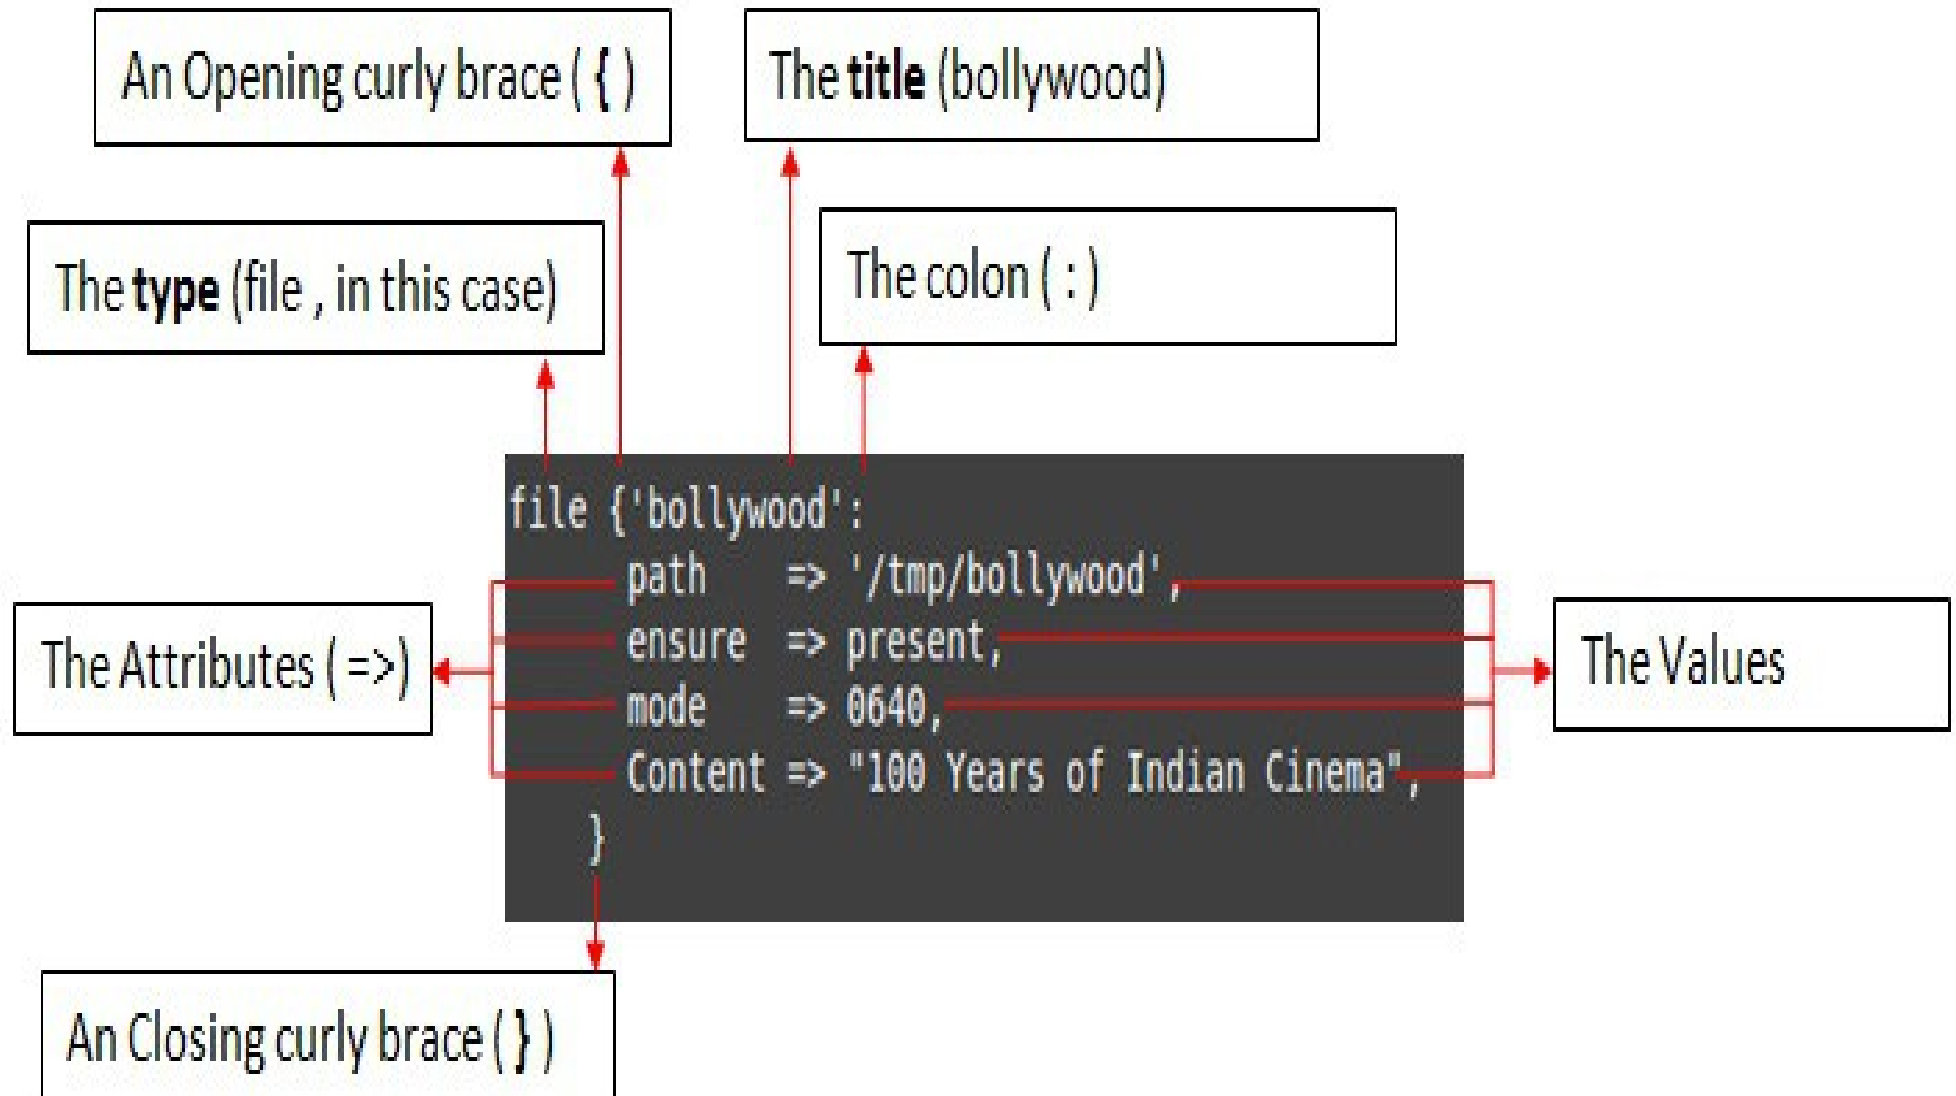 An Opening curly brace ( { )
The title (bollywood)
The type (file , in this case)
The colon ( : )
file {'bollywood':
path => '/tmp/bollywood',
ensure => present,
mode => 0640,
Content => "100 Years of Indian Cinema",
}
The Attributes ( =>)
The Values
An Closing curly brace ( } )